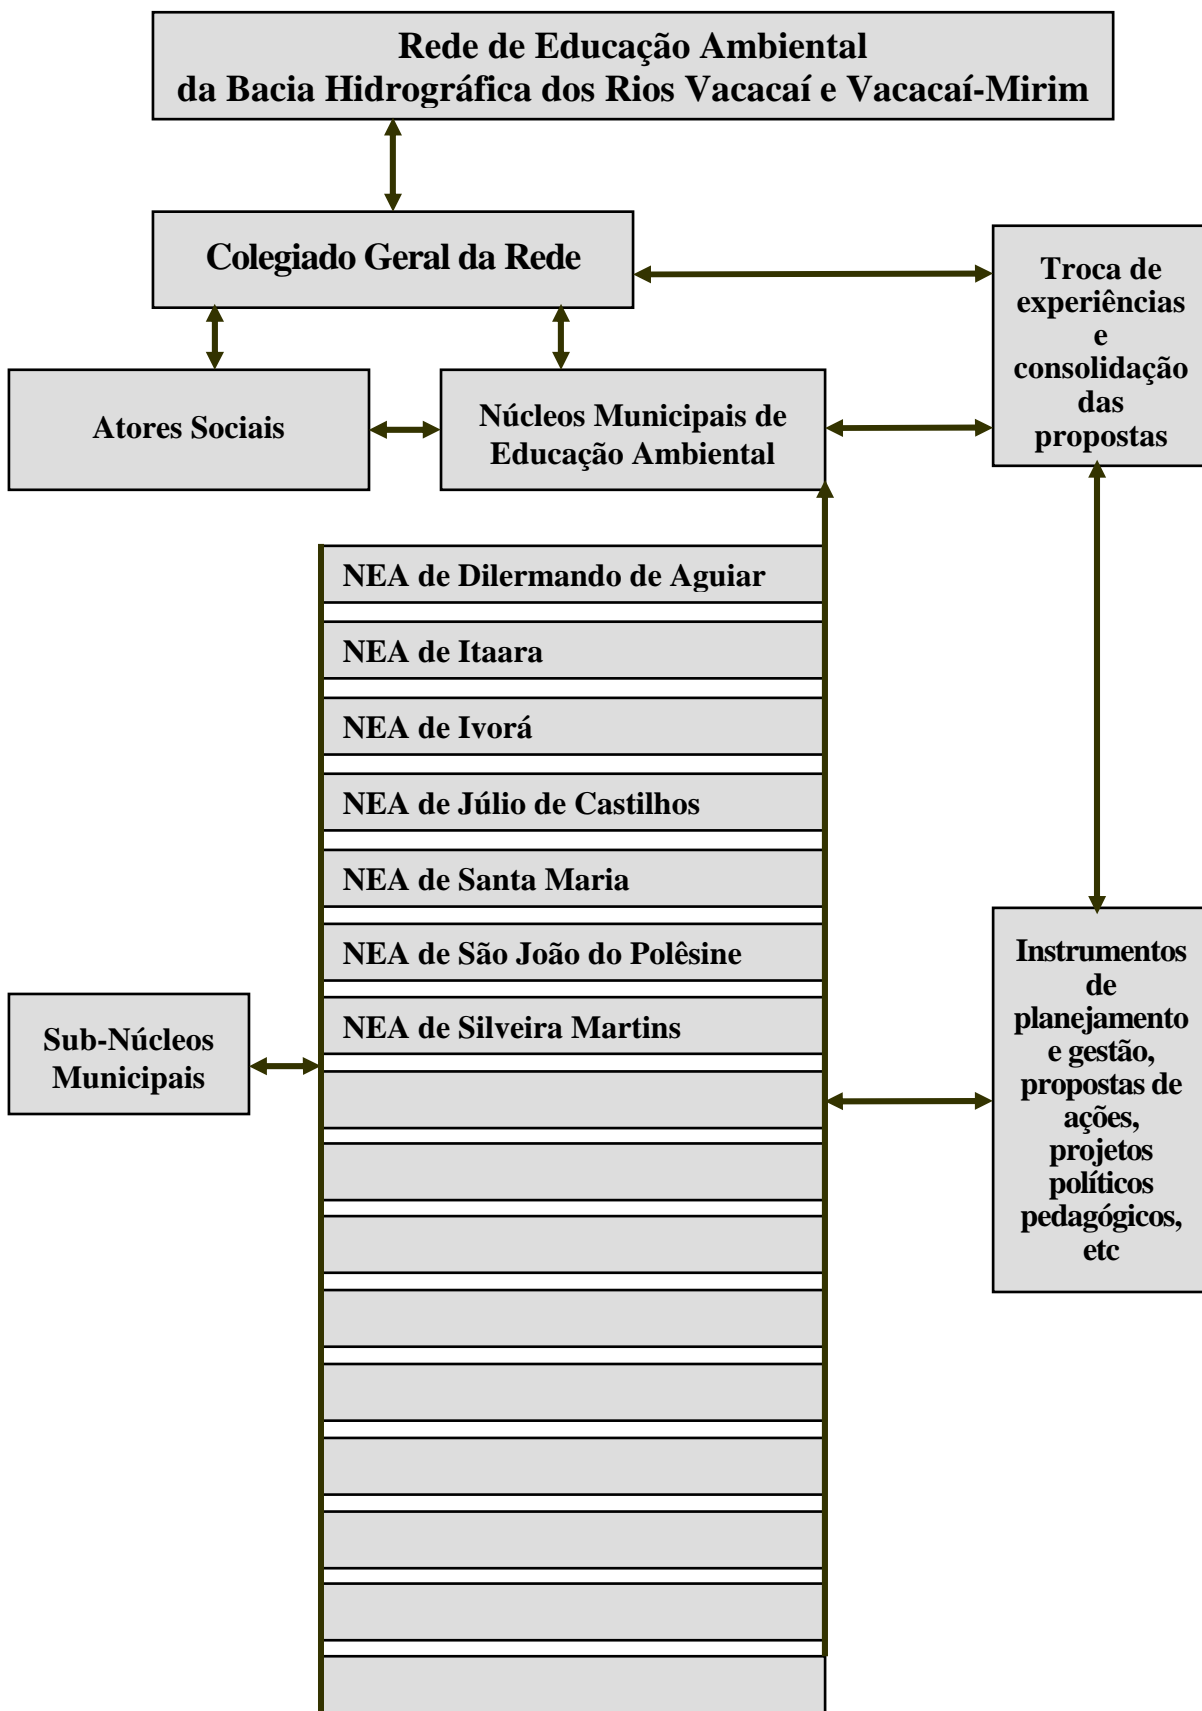 Rede de Educação Ambiental
da Bacia Hidrográfica dos Rios Vacacaí e Vacacaí-Mirim
Colegiado Geral da Rede
Troca de
experiências
e
consolidação
das
propostas
Atores Sociais
Núcleos Municipais de
Educação Ambiental
NEA de Dilermando de Aguiar
NEA de Itaara
NEA de Ivorá
NEA de Júlio de Castilhos
NEA de Santa Maria
NEA de São João do Polêsine
NEA de Silveira Martins
Sub-Núcleos
Municipais
Instrumentos
de
planejamento
e gestão,
propostas de
ações,
projetos
políticos
pedagógicos,
etc